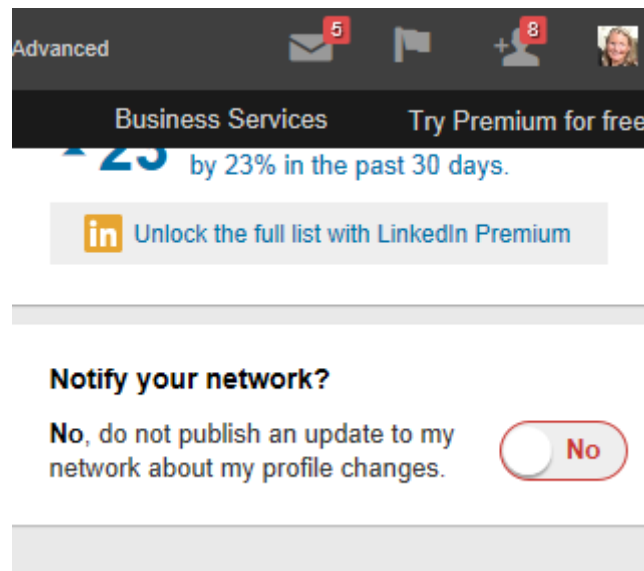 Advanced
5
8
Business Services
Try Premium for free
23
by 23% in the past 30 days.
in Unlock the full list with LinkedIn Premium
Notify your network?
No, do not publish an update to my
network about my profile changes.
No